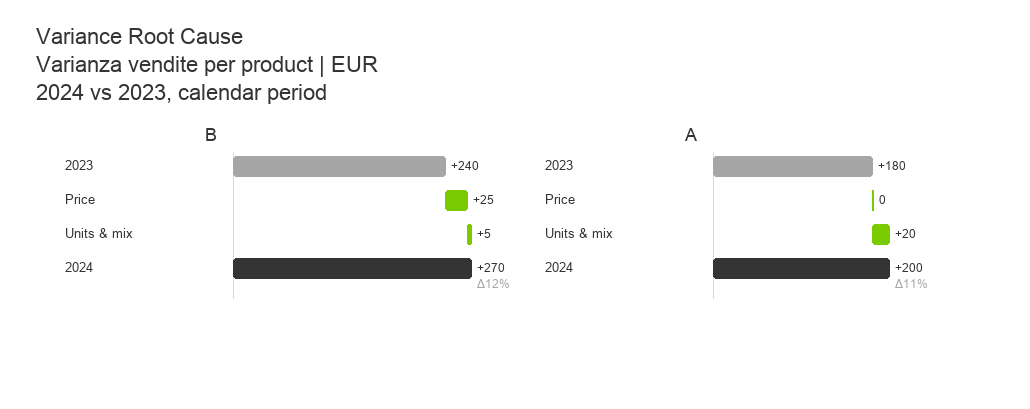 Variance Root Cause
Varianza vendite per product | EUR
2024 vs 2023, calendar period
B
2023 +240
Price +25
Units & mix +5
2024 +270
Δ12%
A
2023 +180
Price 0
Units & mix +20
2024 +200
Δ11%